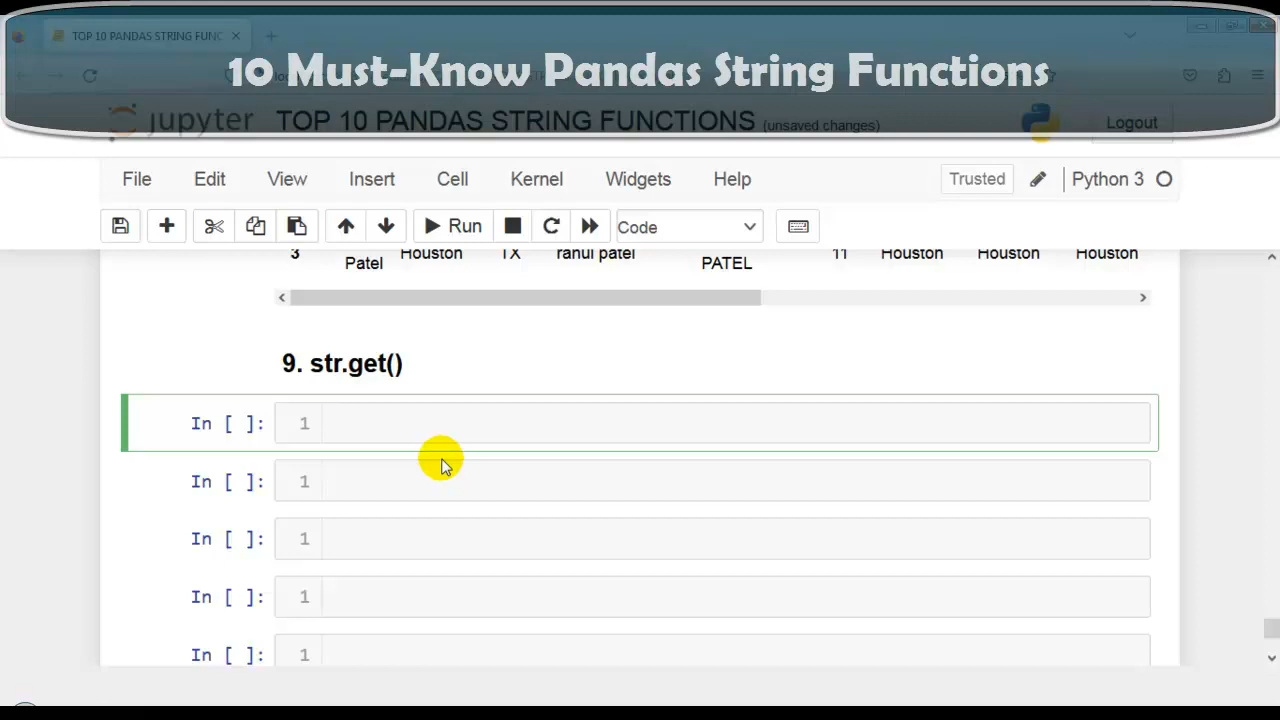 TOP 10 PANDAS STRING FUNC
10 Must-Know Pandas String Functions
jupyter TOP 10 PANDAS STRING FUNCTIONS (unsaved changes) Logout
File Edit View Insert Cell Kernel Widgets Help Trusted Python 3
Run Code
3 Patel Houston TX rahul patel PATEL 11 Houston Houston Houston
9. str.get()
In [ ]: 1
In [ ]: 1
In [ ]: 1
In [ ]: 1
In [ ]: 1